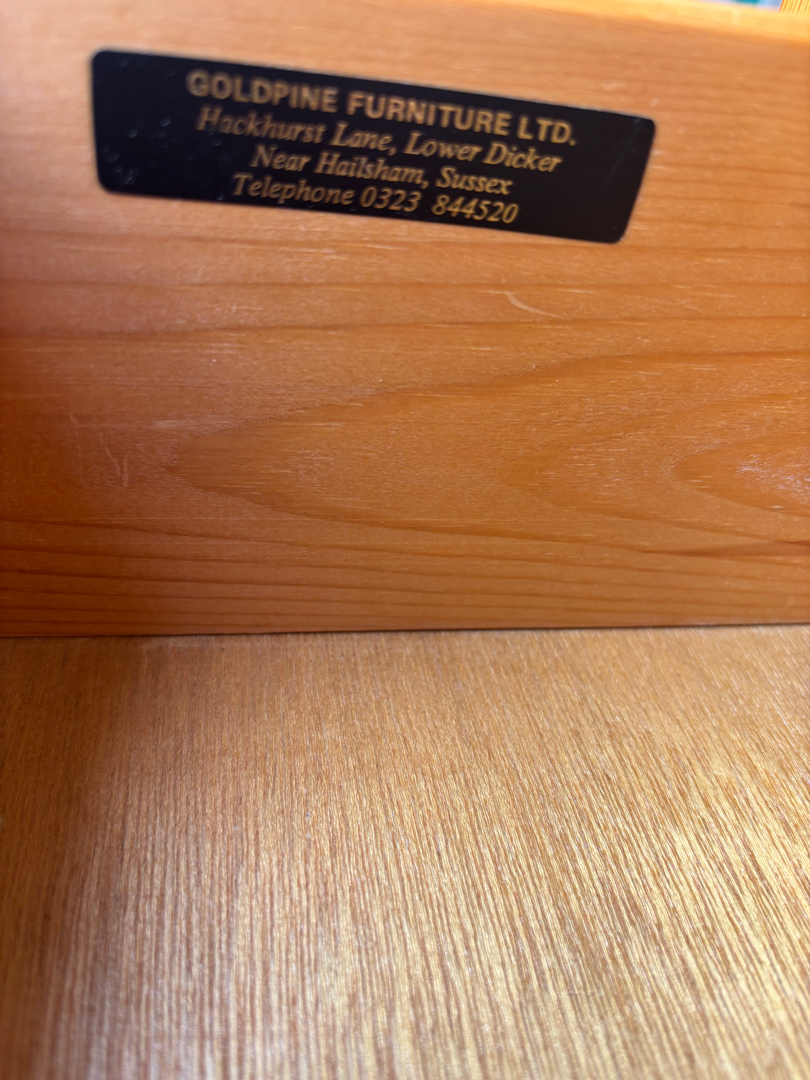 GOLDPINE FURNITURE LTD.
Hackhurst Lane, Lower Dicker
Near Hailsham, Sussex
Telephone 0323 844520